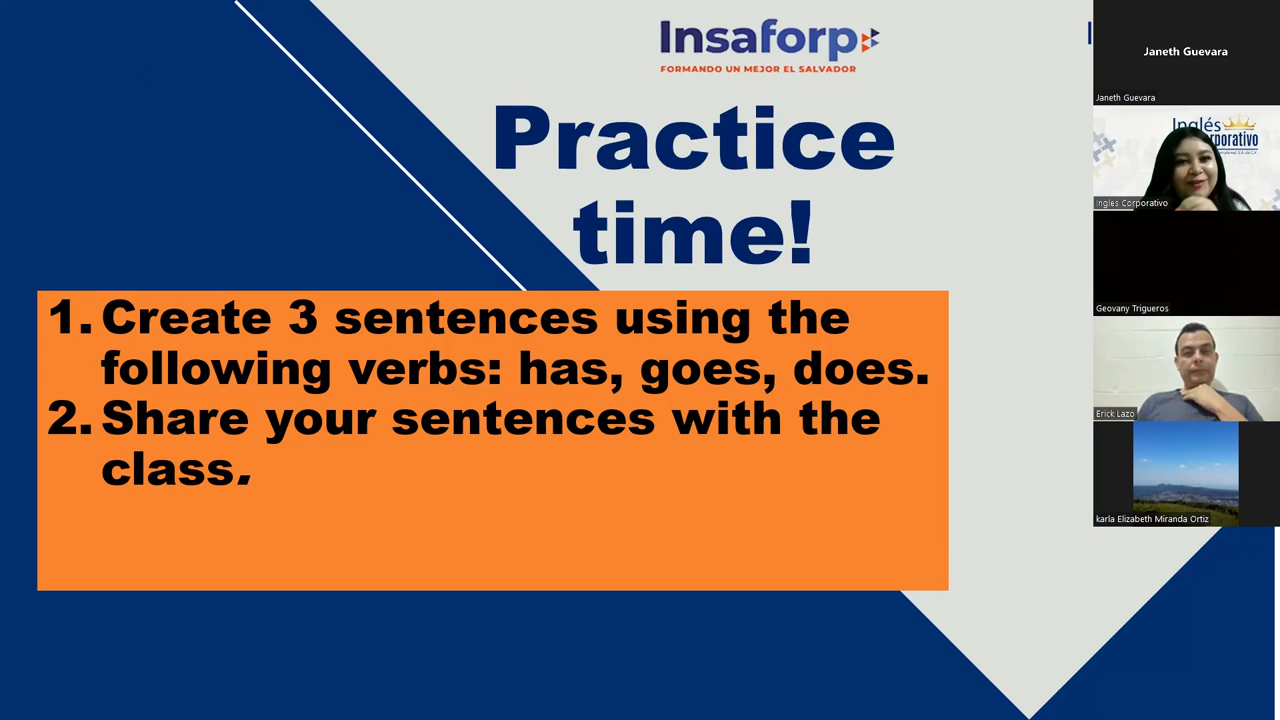 Insaforp
FORMANDO UN MEJOR EL SALVADOR
Practice
time!
1. Create 3 sentences using the
following verbs: has, goes, does.
2. Share your sentences with the
class.
Janeth Guevara
Janeth Guevara
Inglés
Ingles Corporativo
Geovany Trigueros
Erick Lazo
karla Elizabeth Miranda Ortiz